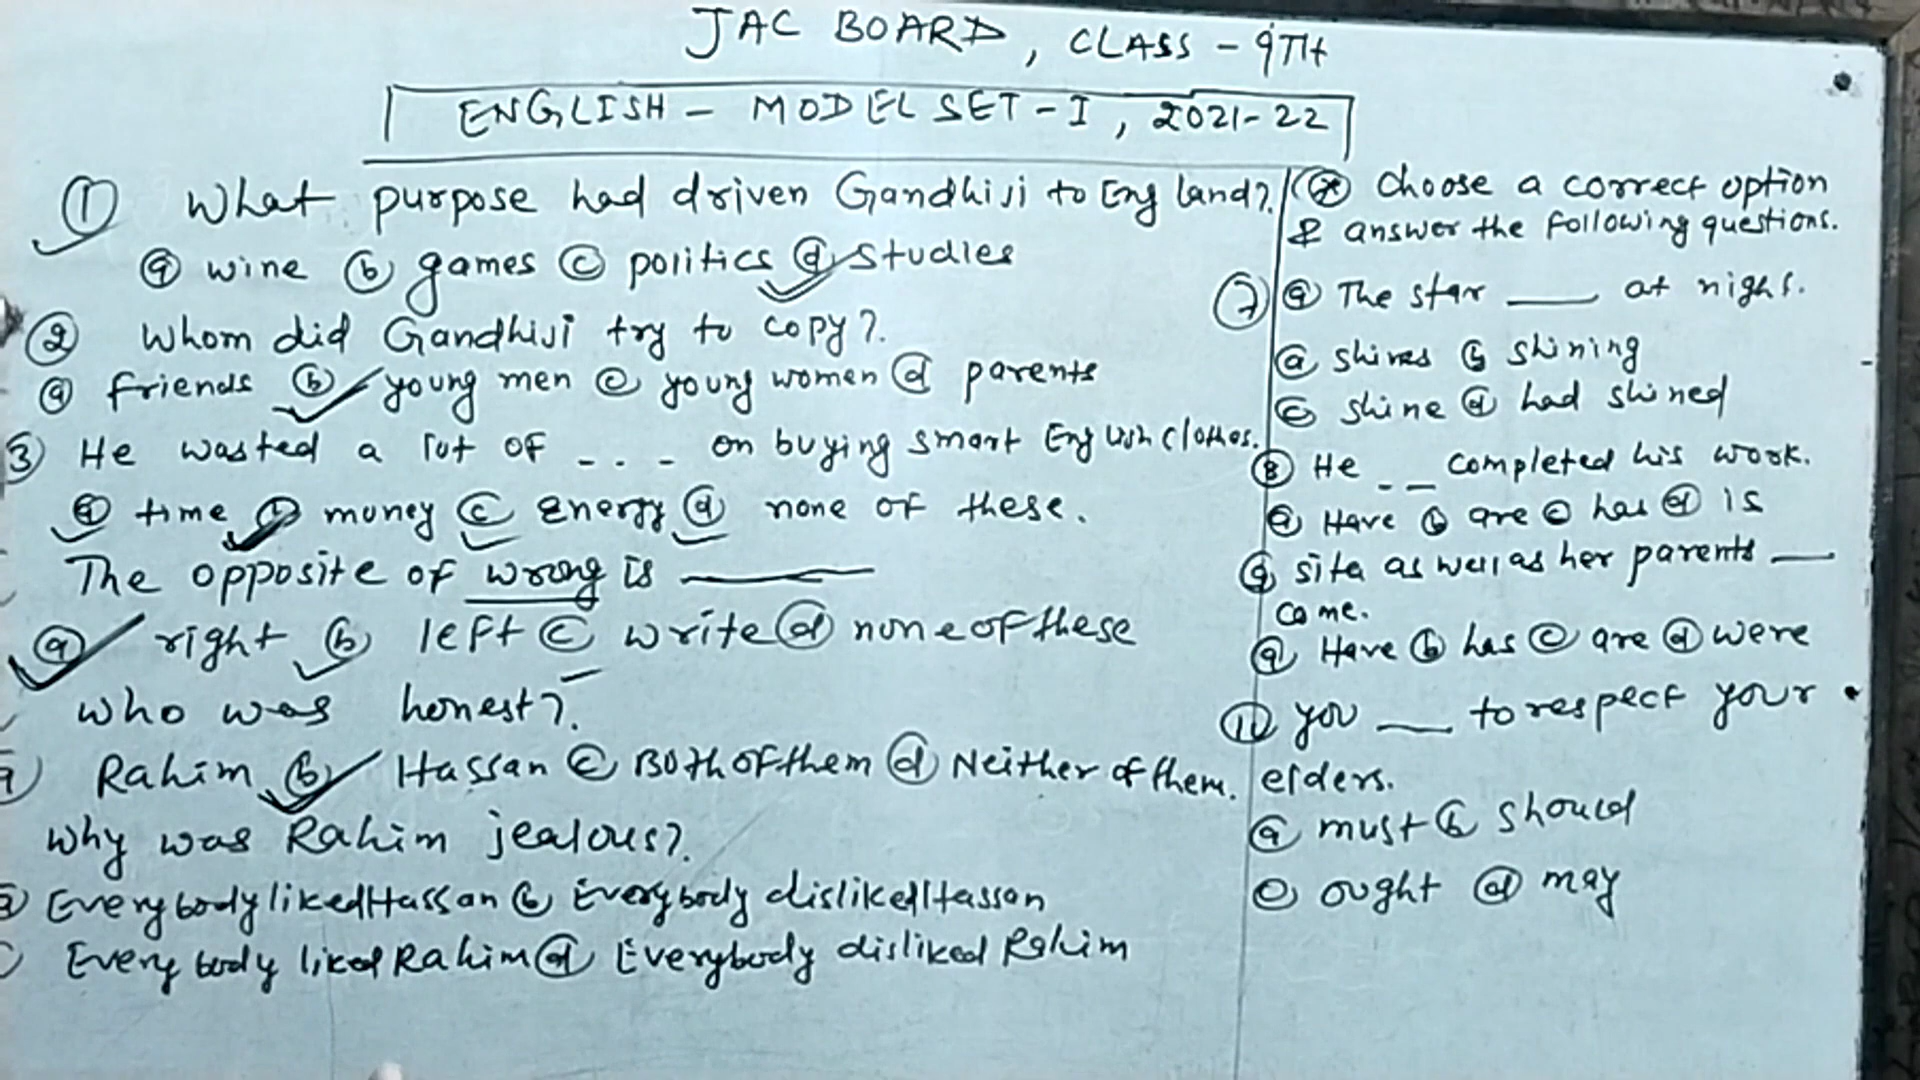 JAC BOARD, CLASS - 9TH
ENGLISH - MODEL SET - I, 2021-22
① What purpose had driven Gandhiji to England?
ⓐ wine ⓑ games ⓒ politics ⓓ studies
② Whom did Gandhiji try to copy?
ⓐ friends ⓑ young men ⓒ young women ⓓ parents
③ He wasted a lot of - - - on buying smart English clothes.
ⓐ time ⓑ money ⓒ energy ⓓ none of these.
The opposite of wrong is ____
ⓐ right ⓑ left ⓒ write ⓓ none of these
Who was honest?
Rahim ⓑ Hassan ⓒ Both of them ⓓ Neither of them.
Why was Rahim jealous?
Everybody liked Hassan ⓑ Everybody disliked Hassan
Everybody liked Rahim ⓓ Everybody disliked Rahim
Choose a correct option
& answer the following questions.
⑦ ⓐ The star ____ at night.
ⓐ shines ⓑ shining
ⓒ shine ⓓ had shined
⑧ He _ _ completed his work.
ⓐ Have ⓑ are ⓒ has ⓓ is
⑨ sita as well as her parents __
come.
ⓐ Have ⓑ has ⓒ are ⓓ were
you __ to respect your
elders.
ⓐ must ⓑ should
ⓒ ought ⓓ may